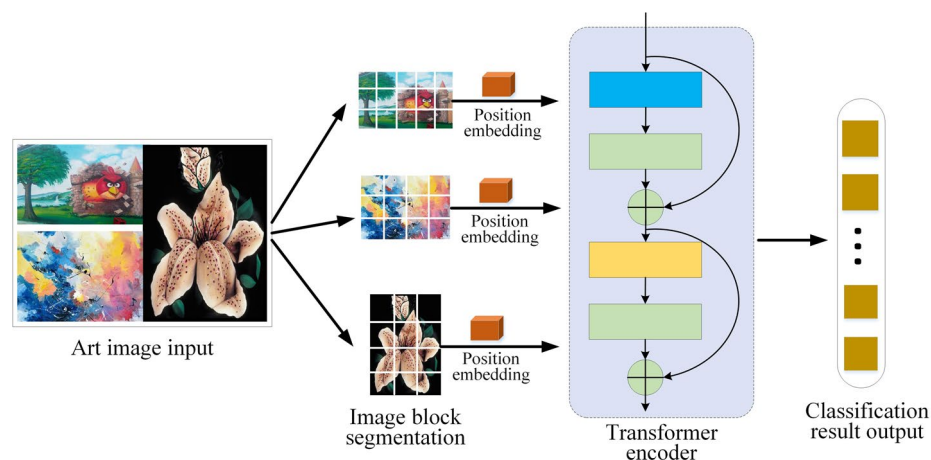 Position
embedding
Position
embedding
Position
embedding
Art image input
Image block
segmentation
Transformer
encoder
Classification
result output